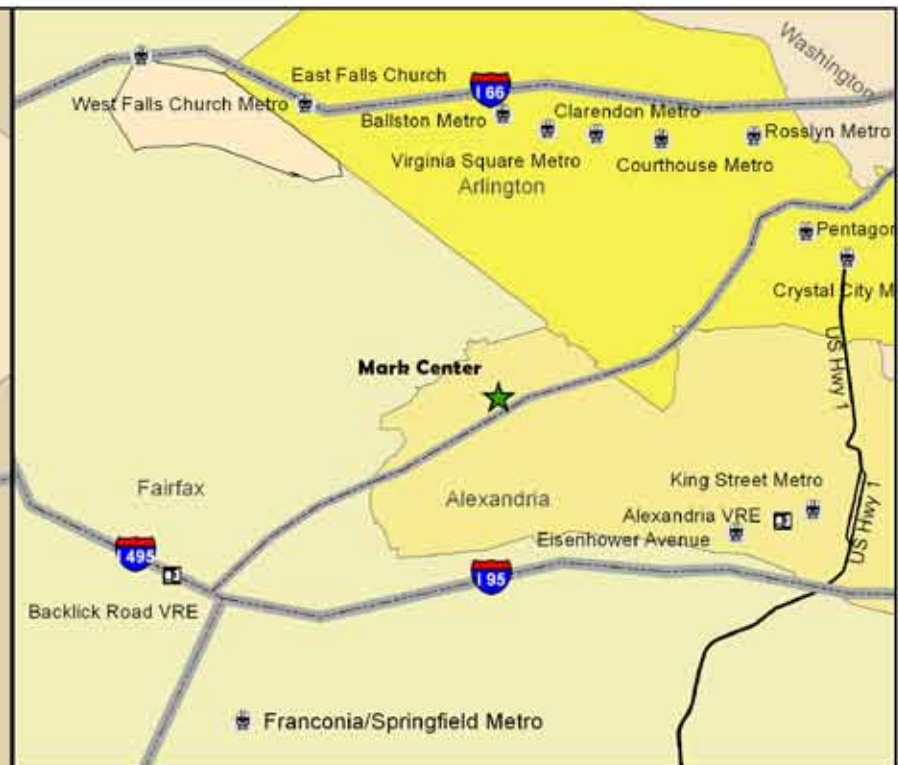 Washington
East Falls Church
I 66
West Falls Church Metro
Ballston Metro
Clarendon Metro
Rosslyn Metro
Virginia Square Metro
Courthouse Metro
Arlington
Pentagon
Crystal City M
Mark Center
US Hwy 1
King Street Metro
Fairfax
Alexandria
Alexandria VRE
US Hwy 1
Eisenhower Avenue
I 495
I 95
Backlick Road VRE
Franconia/Springfield Metro